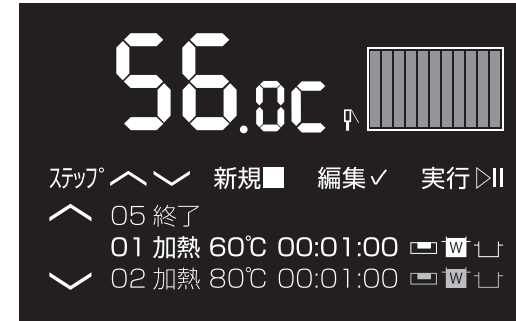 56.0C
ステップ 新規 編集 実行
05 終了
01 加熱 60℃ 00:01:00 W
02 加熱 80℃ 00:01:00 W